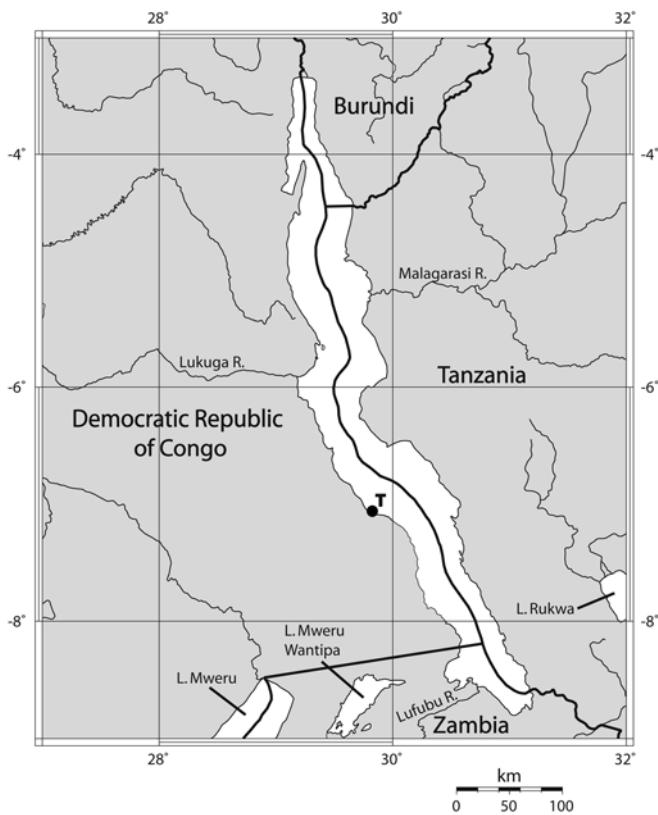 28°
30°
32°
Burundi
-4°
-4°
Malagarasi R.
Lukuga R.
Tanzania
-6°
-6°
Democratic Republic
of Congo
T
L. Rukwa
-8°
-8°
L. Mweru
Wantipa
L. Mweru
Lufubu R.
Zambia
28°
30°
32°
km
0 50 100